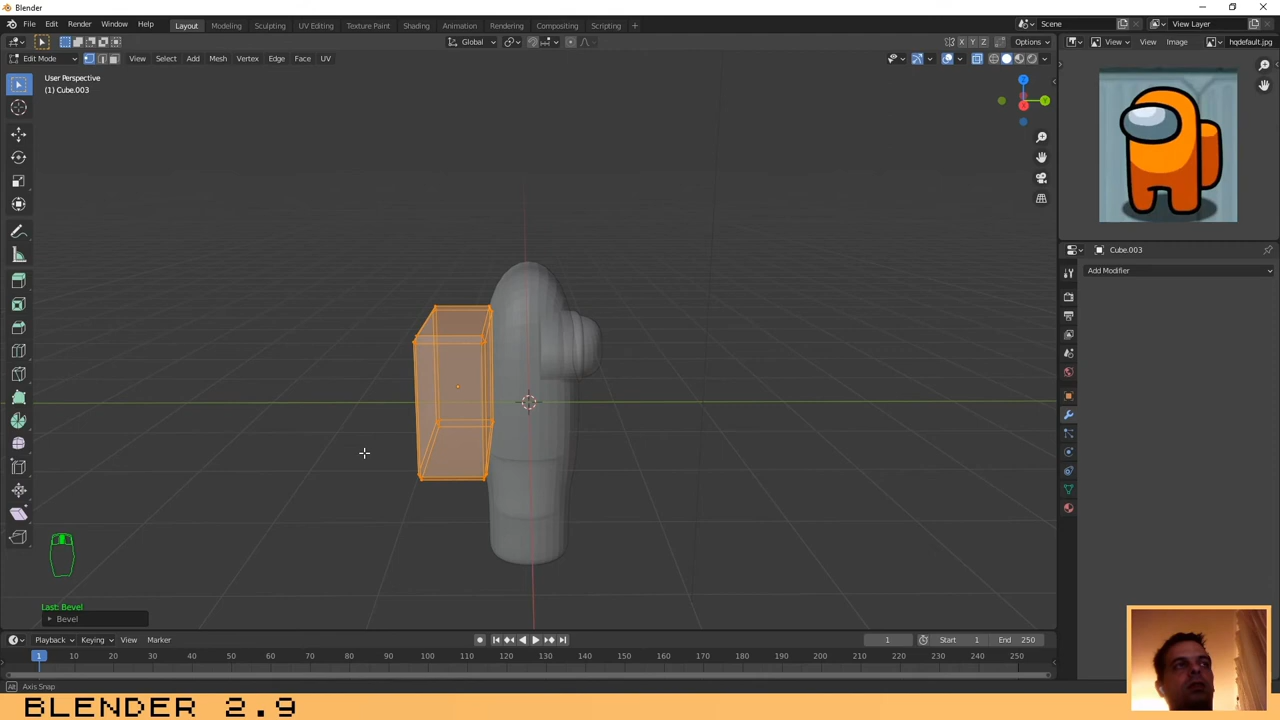 Blender
File Edit Render Window Help Layout Modeling Sculpting UV Editing Texture Paint Shading Animation Rendering Compositing Scripting Scene View Layer
Global Options View Image hqdefault.jpg
X Y Z
Edit Mode View Select Add Mesh Vertex Edge Face UV
User Perspective
(1) Cube.003
Z
Y
X
Cube.003
Add Modifier
Last: Bevel
Bevel
Playback Keying View Marker 1 Start 1 End 250
1 10 20 30 40 50 60 70 80 90 100 110 120 130 140 150 160 170 180 190 200 210 220 230 240 250
Alt Axis Snap
BLENDER 2.9